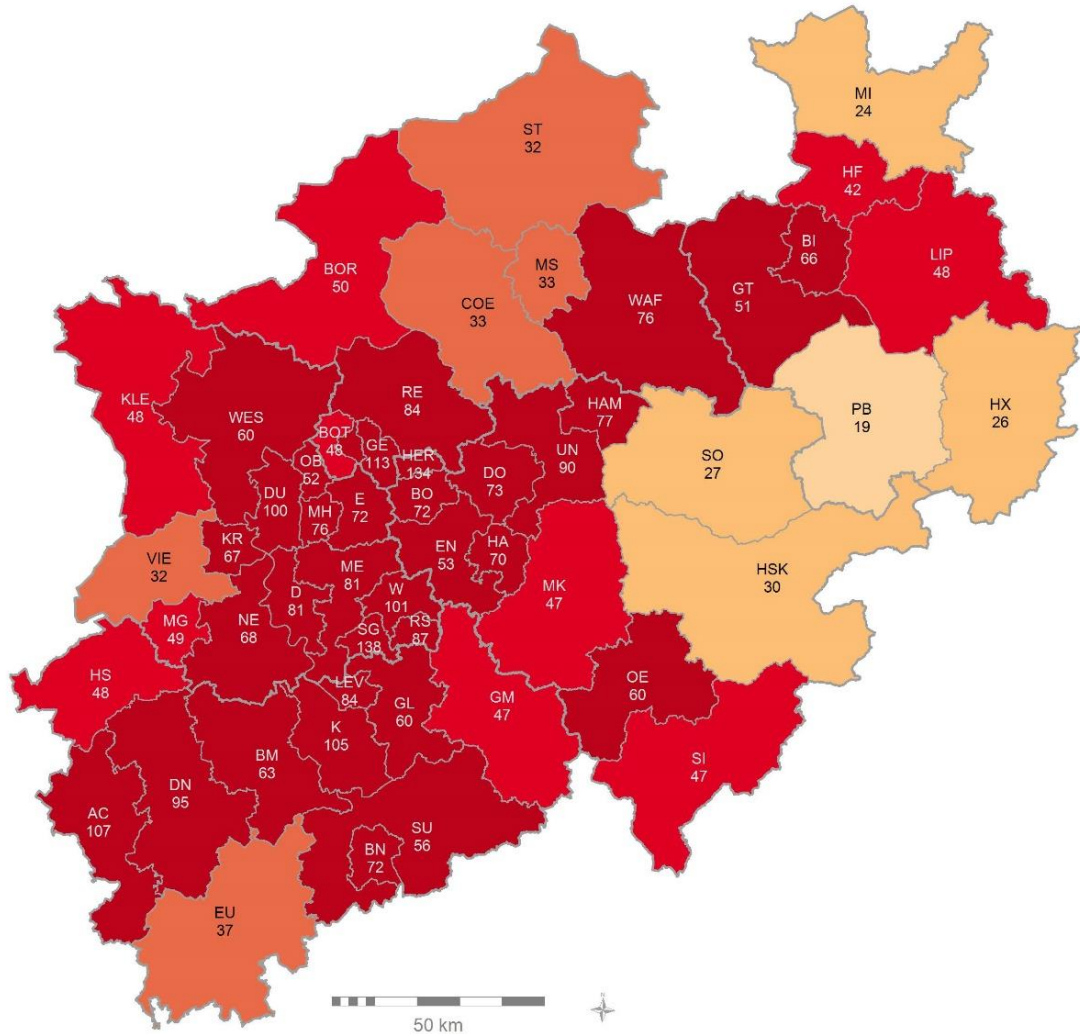 MI
24
ST
32
HF
42
BI
66
LIP
48
MS
33
BOR
50
WAF
76
GT
51
COE
33
KLE
48
RE
84
HAM
77
PB
19
HX
26
WES
60
BOT
48
GE
113
HER
134
UN
90
SO
27
OB
52
DO
73
DU
100
E
72
BO
72
MH
76
KR
67
EN
53
HA
70
VIE
32
ME
81
HSK
30
D
81
W
101
MK
47
MG
49
NE
68
SG
138
RS
87
HS
48
LEV
84
OE
60
GL
60
GM
47
K
105
BM
63
SI
47
DN
95
AC
107
SU
56
BN
72
EU
37
50 km